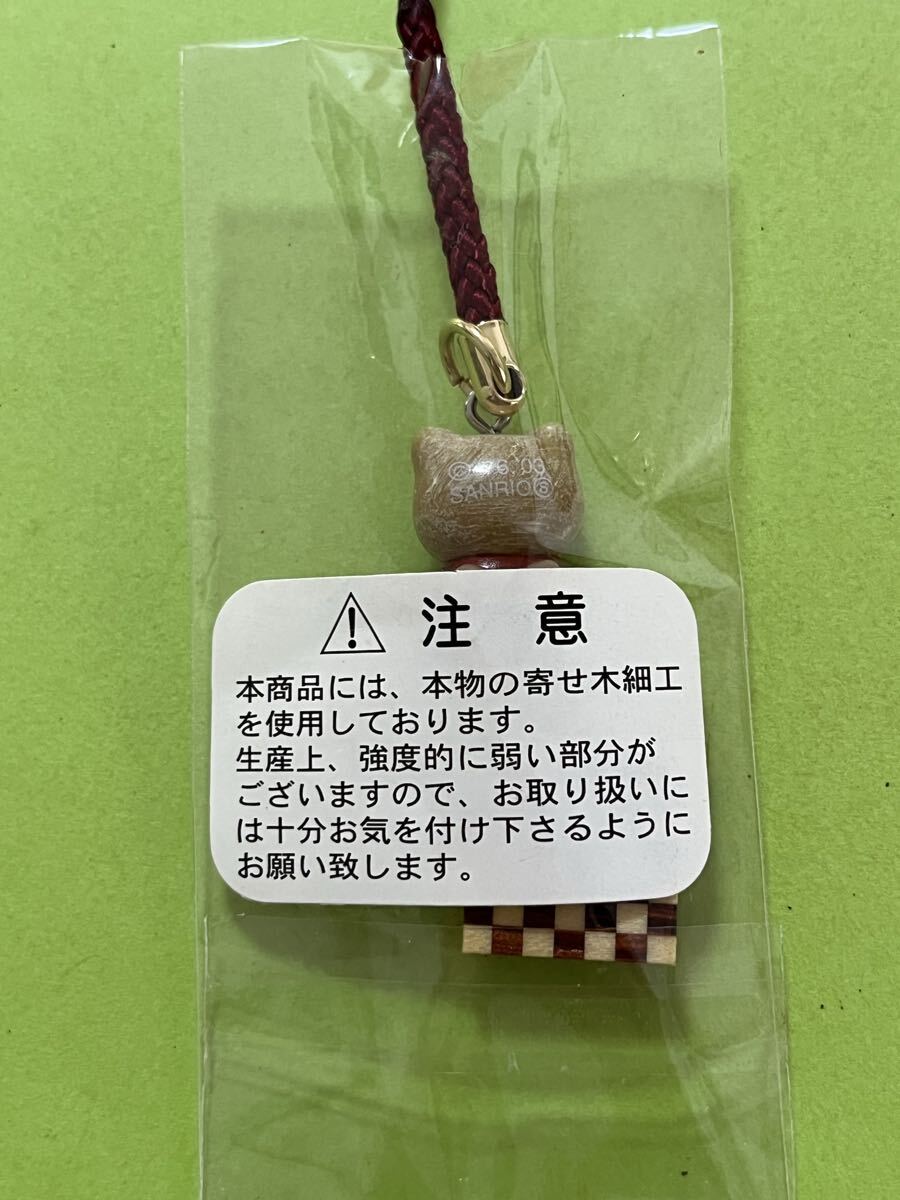 ©'76,'03
SANRIO Ⓢ
⚠ 注 意
本商品には、本物の寄せ木細工
を使用しております。
生産上、強度的に弱い部分が
ございますので、お取り扱いに
は十分お気を付け下さるように
お願い致します。